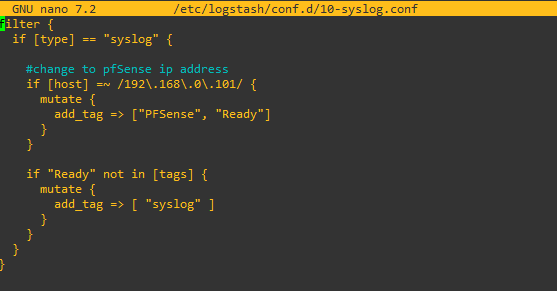 GNU nano 7.2 /etc/logstash/conf.d/10-syslog.conf
filter {
  if [type] == "syslog" {
    #change to pfSense ip address
    if [host] =~ /192\.168\.0\.101/ {
      mutate {
        add_tag => ["PFSense", "Ready"]
      }
    }
    if "Ready" not in [tags] {
      mutate {
        add_tag => [ "syslog" ]
      }
    }
  }
}